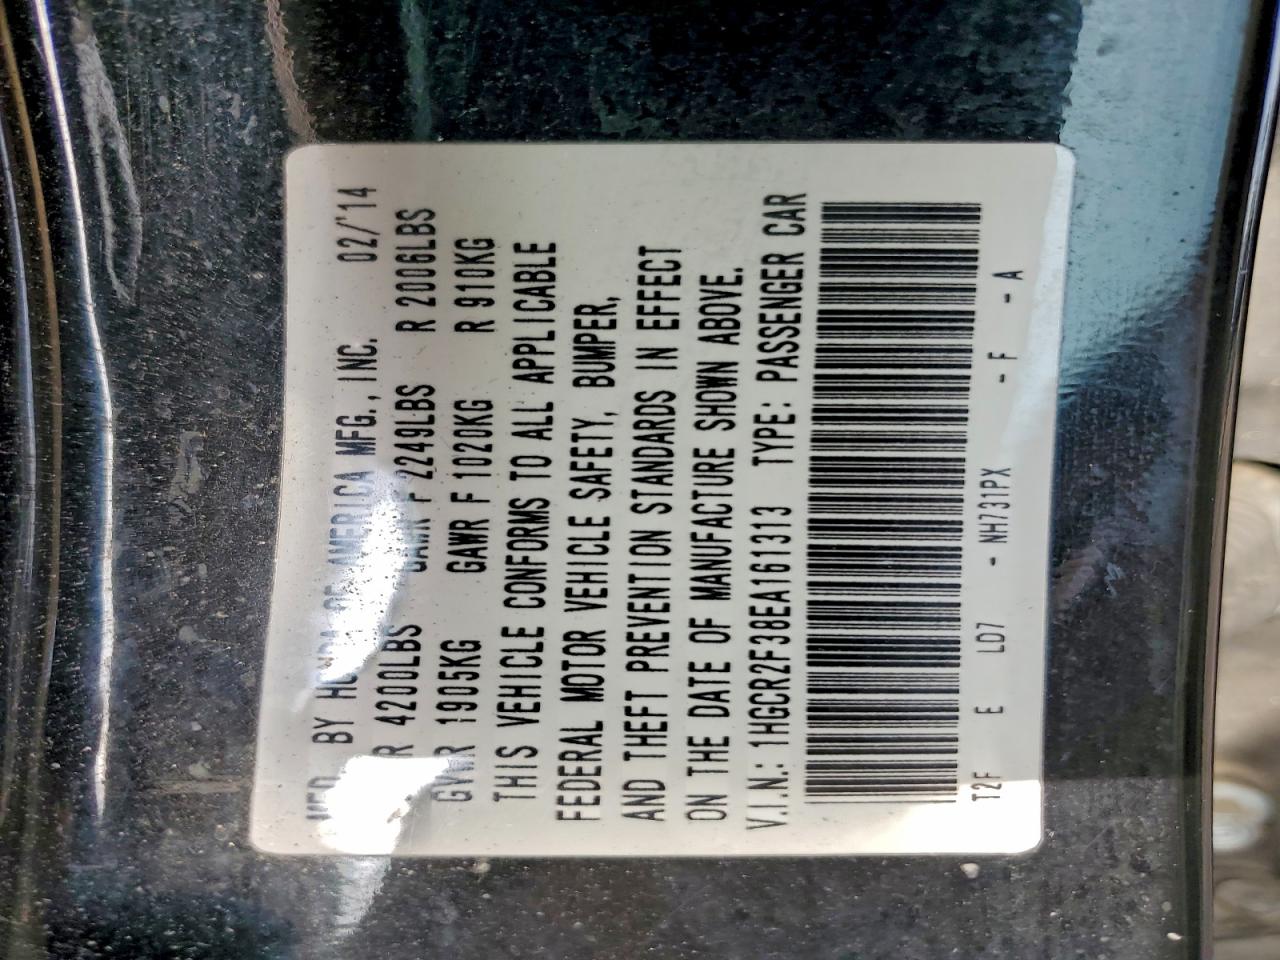 MFD. BY HONDA OF AMERICA MFG., INC. 02/'14
4200LBS GAWR F 2249LBS R 2006LBS
GVWR 1905KG GAWR F 1020KG R 910KG
THIS VEHICLE CONFORMS TO ALL APPLICABLE
FEDERAL MOTOR VEHICLE SAFETY, BUMPER,
AND THEFT PREVENTION STANDARDS IN EFFECT
ON THE DATE OF MANUFACTURE SHOWN ABOVE.
V.I.N.: 1HGCR2F38EA161313 TYPE: PASSENGER CAR
T2F E LD7 - NH731PX - F - A